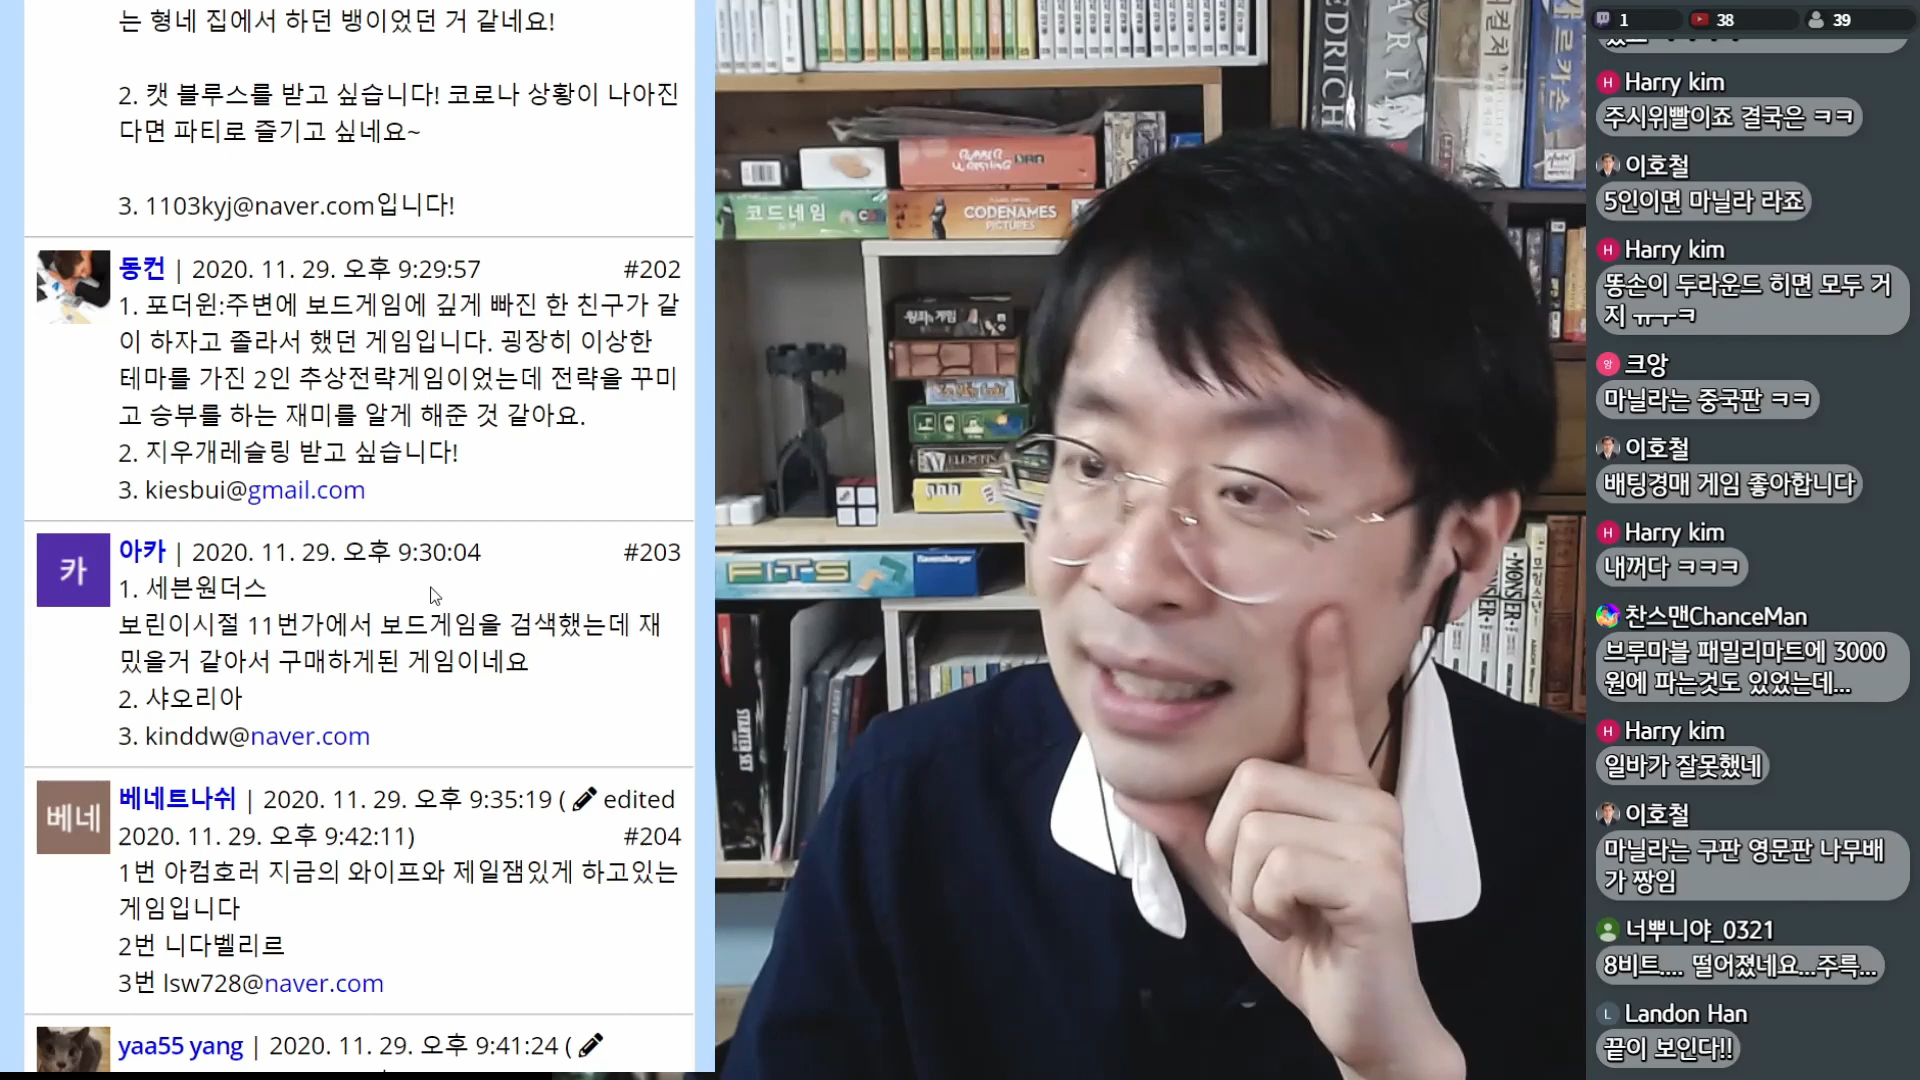 는 형네 집에서 하던 뱅이었던 거 같네요!
2. 캣 블루스를 받고 싶습니다! 코로나 상황이 나아진
다면 파티로 즐기고 싶네요~
3. 1103kyj@naver.com입니다!
동컨 | 2020. 11. 29. 오후 9:29:57 #202
1. 포더윈:주변에 보드게임에 깊게 빠진 한 친구가 같
이 하자고 졸라서 했던 게임입니다. 굉장히 이상한
테마를 가진 2인 추상전략게임이었는데 전략을 꾸미
고 승부를 하는 재미를 알게 해준 것 같아요.
2. 지우개레슬링 받고 싶습니다!
3. kiesbui@gmail.com
카
아카 | 2020. 11. 29. 오후 9:30:04 #203
1. 세븐원더스
보린이시절 11번가에서 보드게임을 검색했는데 재
밌을거 같아서 구매하게된 게임이네요
2. 샤오리아
3. kinddw@naver.com
베네
베네트나쉬 | 2020. 11. 29. 오후 9:35:19 ( edited
2020. 11. 29. 오후 9:42:11) #204
1번 아컴호러 지금의 와이프와 제일잼있게 하고있는
게임입니다
2번 니다벨리르
3번 lsw728@naver.com
yaa55 yang | 2020. 11. 29. 오후 9:41:24 (
코드네임
CODENAMES
PICTURES
FITS
Ravensburger
STARTER SET
MONSTER
MONSTER
1 38 39
H Harry kim
주시위빨이죠 결국은 ㅋㅋ
이호철
5인이면 마닐라 라죠
H Harry kim
똥손이 두라운드 히면 모두 거
지 ㅠㅜㅋ
앙 크앙
마닐라는 중국판 ㅋㅋ
이호철
배팅경매 게임 좋아합니다
H Harry kim
내꺼다 ㅋㅋㅋ
찬스맨ChanceMan
브루마블 패밀리마트에 3000
원에 파는것도 있었는데...
H Harry kim
일바가 잘못했네
이호철
마닐라는 구판 영문판 나무배
가 짱임
너뿌니야_0321
8비트.... 떨어졌네요...주륵...
L Landon Han
끝이 보인다!!